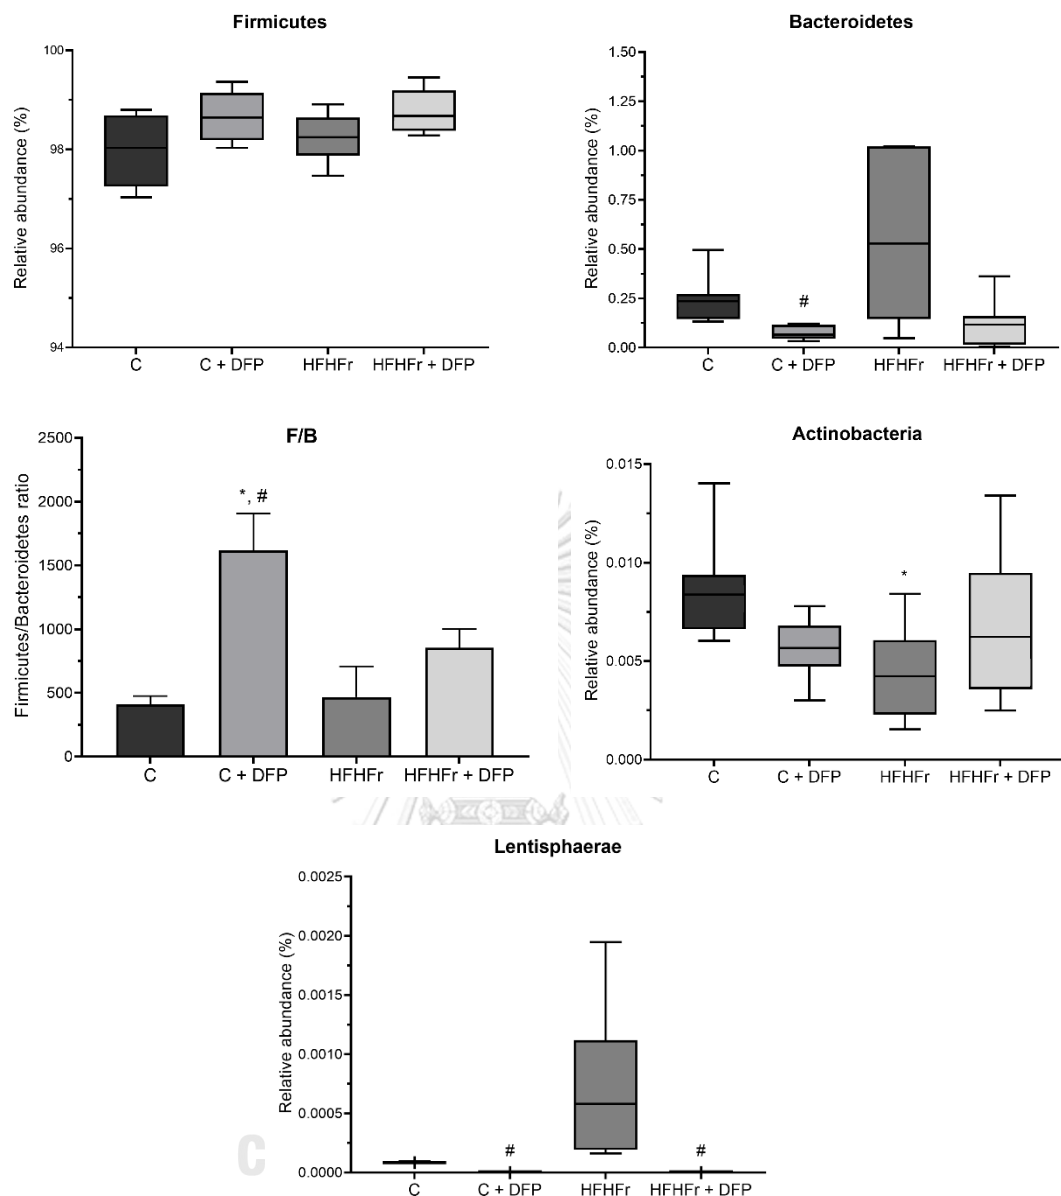 Firmicutes
Relative abundance (%)
100
98
96
94
C
C + DFP
HFHFr
HFHFr + DFP
Bacteroidetes
Relative abundance (%)
1.50
1.25
1.00
0.75
0.50
0.25
0.00
#
C
C + DFP
HFHFr
HFHFr + DFP
F/B
Firmicutes/Bacteroidetes ratio
2500
2000
1500
1000
500
0
*, #
C
C + DFP
HFHFr
HFHFr + DFP
Actinobacteria
Relative abundance (%)
0.015
0.010
0.005
0.000
*
C
C + DFP
HFHFr
HFHFr + DFP
Lentisphaerae
Relative abundance (%)
0.0025
0.0020
0.0015
0.0010
0.0005
0.0000
#
#
C
C + DFP
HFHFr
HFHFr + DFP
C